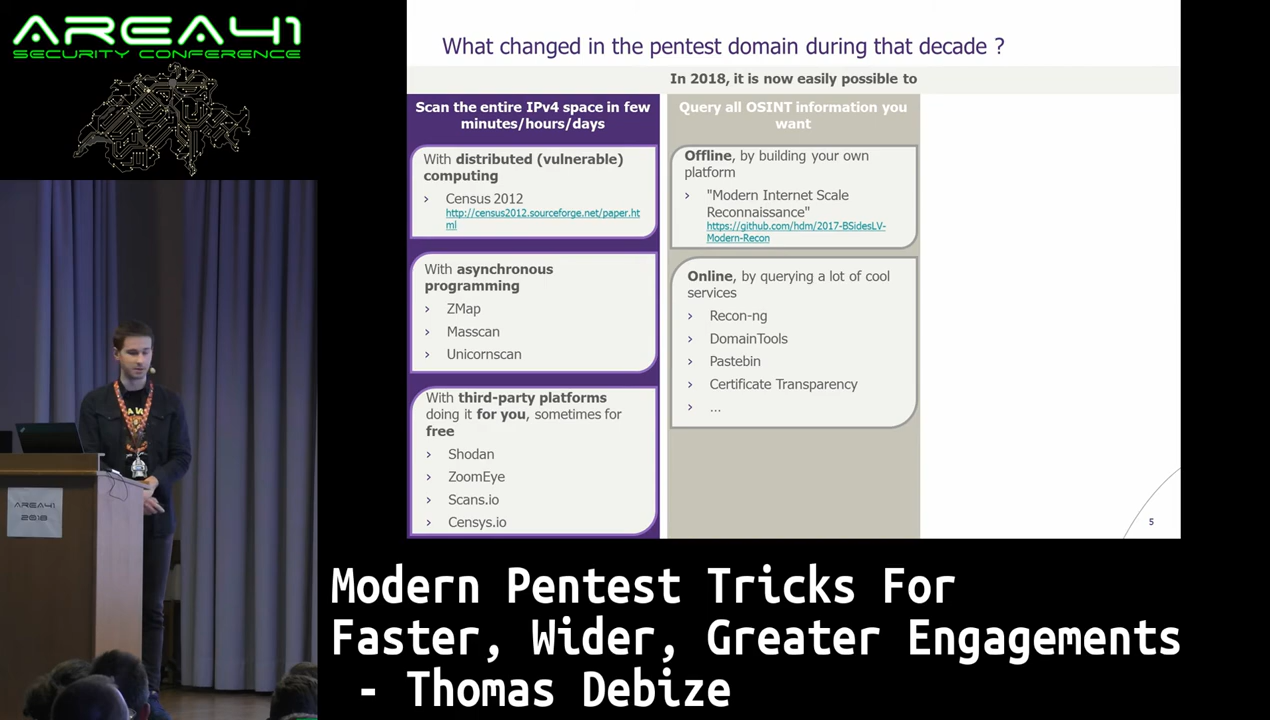 AREA41
SECURITY CONFERENCE
What changed in the pentest domain during that decade ?
In 2018, it is now easily possible to
Scan the entire IPv4 space in few
minutes/hours/days
With distributed (vulnerable)
computing
› Census 2012
http://census2012.sourceforge.net/paper.ht
ml
With asynchronous
programming
› ZMap
› Masscan
› Unicornscan
With third-party platforms
doing it for you, sometimes for
free
› Shodan
› ZoomEye
› Scans.io
› Censys.io
Query all OSINT information you
want
Offline, by building your own
platform
› "Modern Internet Scale
Reconnaissance"
https://github.com/hdm/2017-BSidesLV-
Modern-Recon
Online, by querying a lot of cool
services
› Recon-ng
› DomainTools
› Pastebin
› Certificate Transparency
› ...
5
AREA41
2018
Modern Pentest Tricks For
Faster, Wider, Greater Engagements
- Thomas Debize